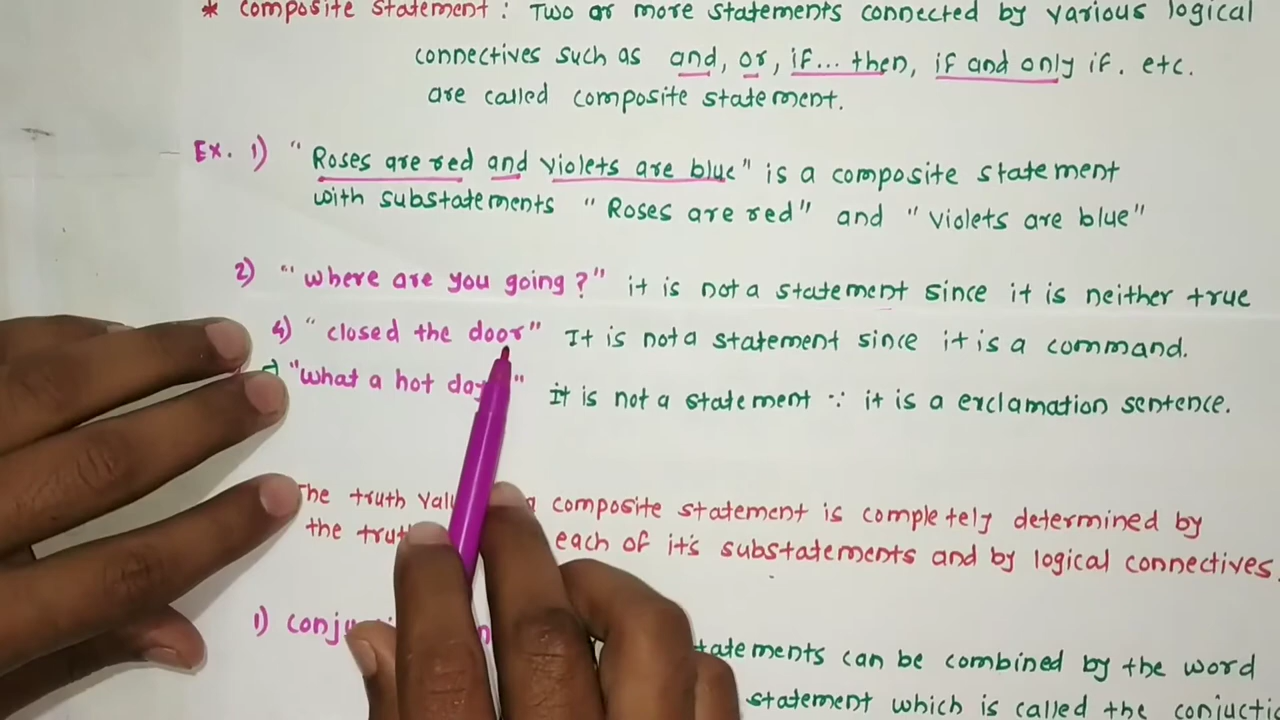 * Composite Statement : Two or more statements connected by various logical
connectives such as and, or, if... then, if and only if. etc.
are called composite statement.
Ex. 1) "Roses are red and Violets are blue" is a composite statement
with substatements "Roses are red" and "Violets are blue"
2) "where are you going?" it is not a statement since it is neither true
4) "closed the door" It is not a statement since it is a command.
"what a hot day " it is not a statement ∵ it is a exclamation sentence.
The truth a composite statement is completely determined by
the each of it's substatements and by logical connectives.
1) statements can be combined by the word
statement which is called the